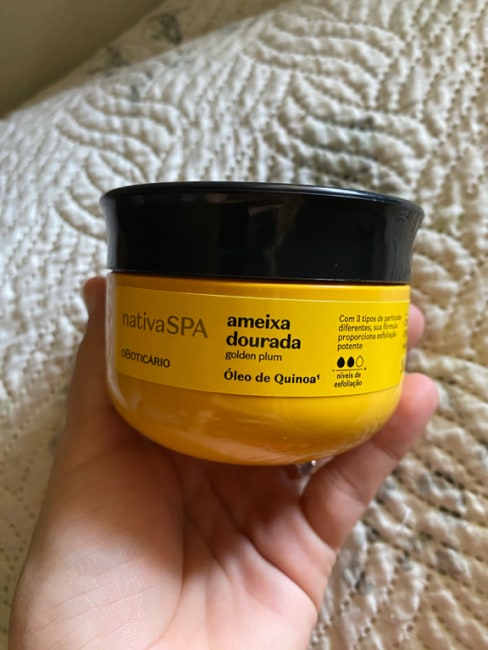 nativaSPA
oBOTICÁRIO
ameixa
dourada
golden plum
Óleo de Quinoa¹
Com 3 tipos de partículas
diferentes, sua fórmula
proporciona esfoliação
potente
níveis de
esfoliação